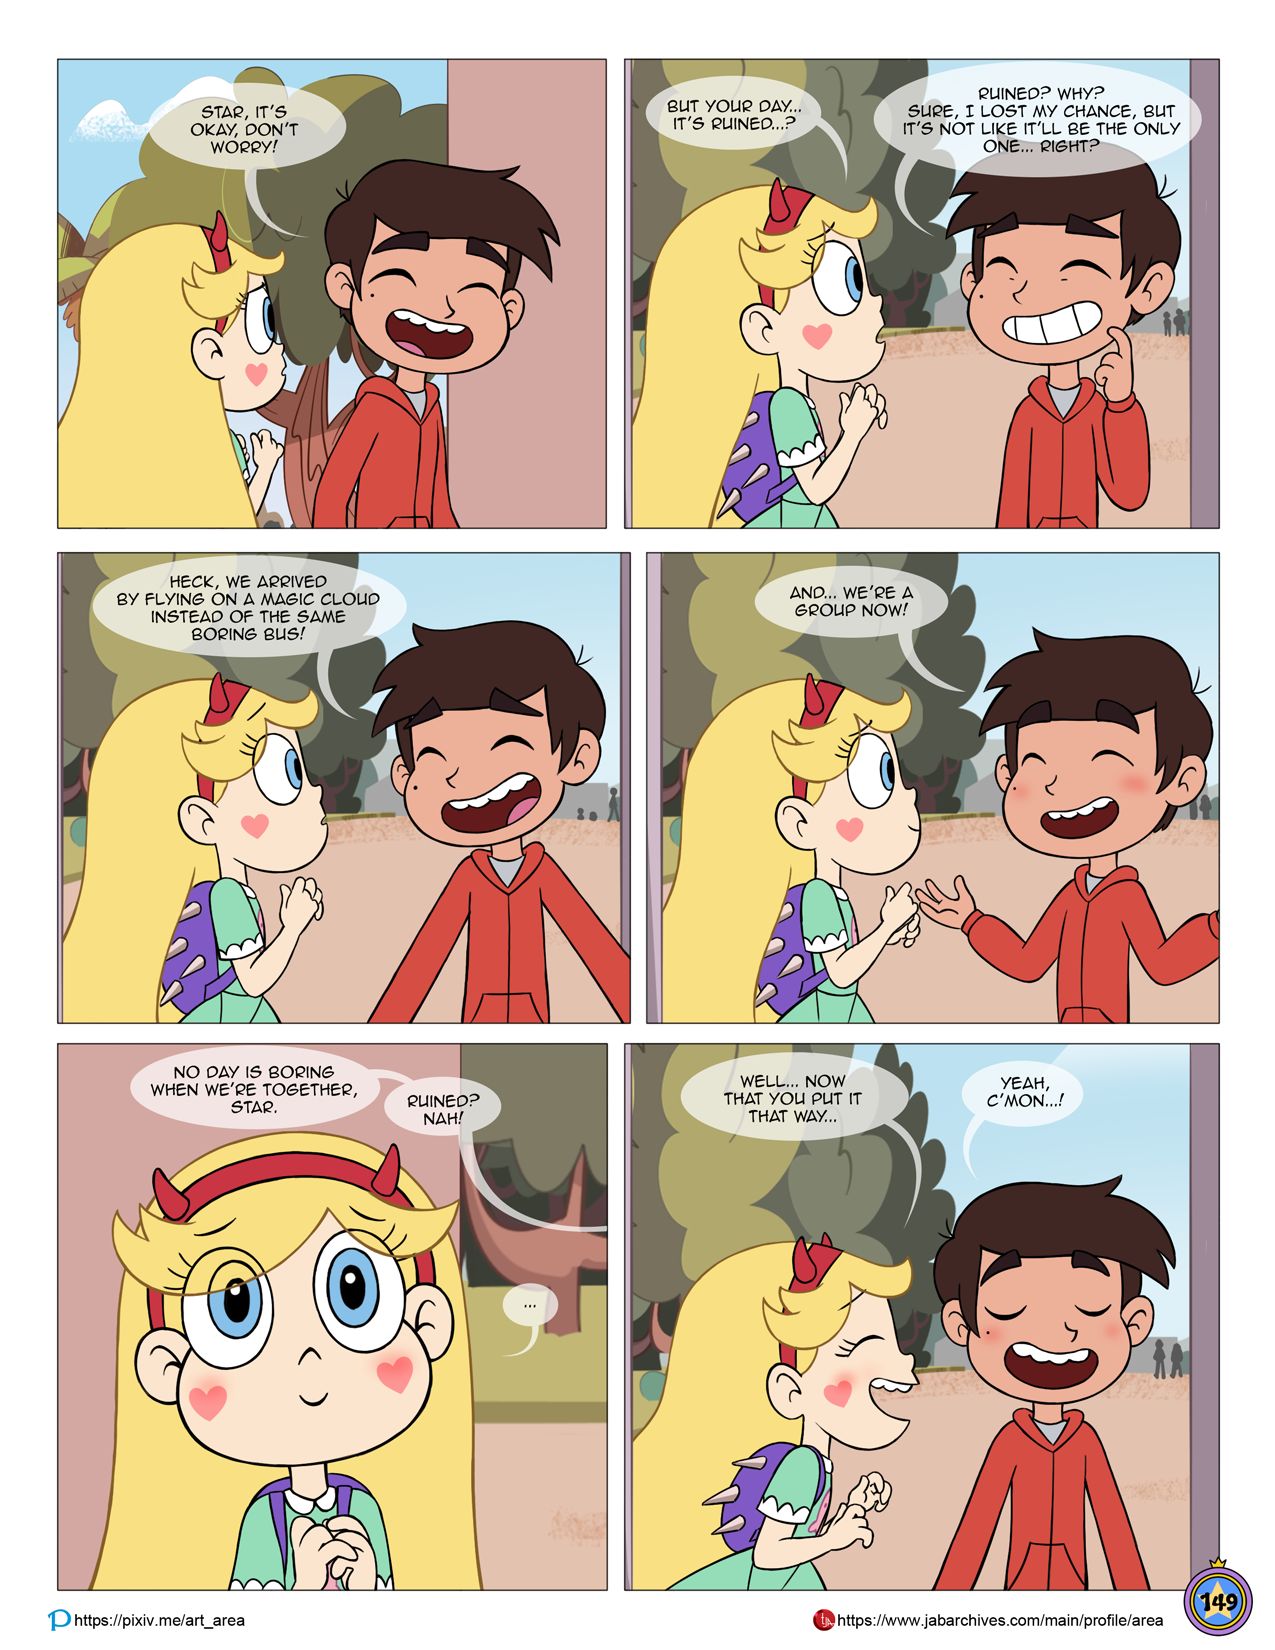 STAR, IT'S
OKAY, DON'T
WORRY!
BUT YOUR DAY...
IT'S RUINED...?
RUINED? WHY?
SURE, I LOST MY CHANCE, BUT
IT'S NOT LIKE IT'LL BE THE ONLY
ONE... RIGHT?
HECK, WE ARRIVED
BY FLYING ON A MAGIC CLOUD
INSTEAD OF THE SAME
BORING BUS!
AND... WE'RE A
GROUP NOW!
NO DAY IS BORING
WHEN WE'RE TOGETHER,
STAR.
RUINED?
NAH!
...
WELL... NOW
THAT YOU PUT IT
THAT WAY...
YEAH,
C'MON...!
https://pixiv.me/art_area
https://www.jabarchives.com/main/profile/area
149